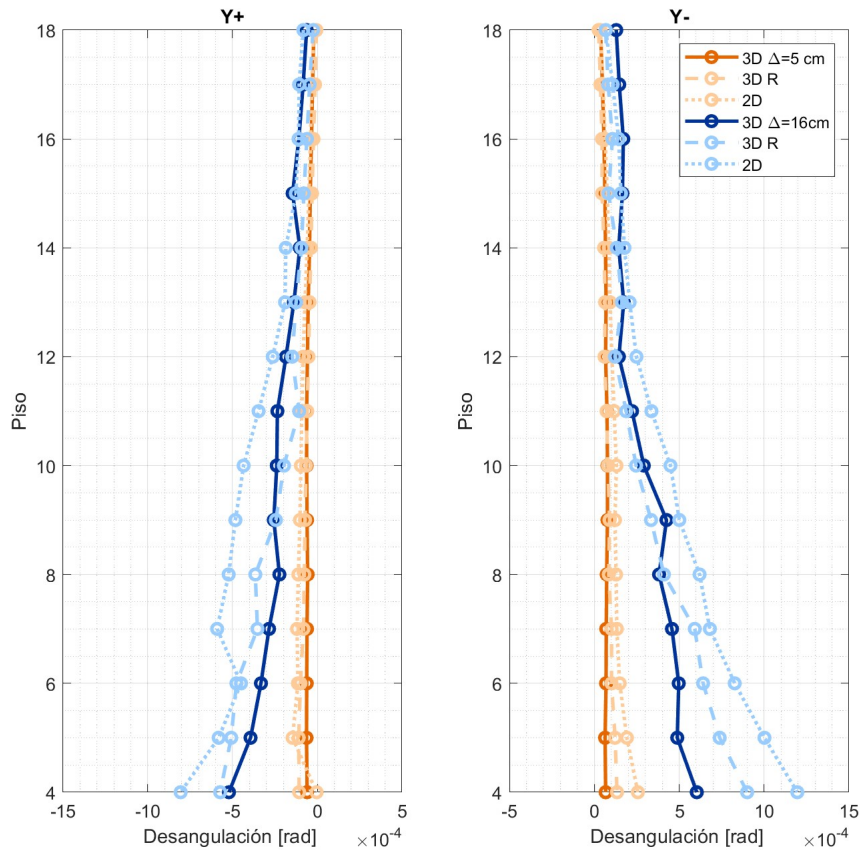 Y+
18
16
14
12
10
8
6
4
Piso
-15
-10
-5
0
5
Desangulación [rad]
×10-4
Y-
18
16
14
12
10
8
6
4
Piso
-5
0
5
10
15
Desangulación [rad]
×10-4
3D Δ=5 cm
3D R
2D
3D Δ=16cm
3D R
2D